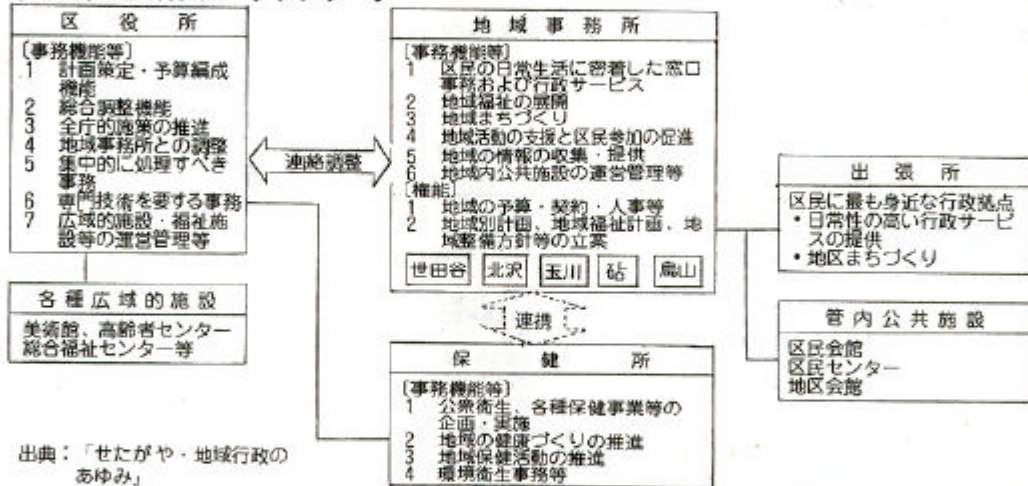 区役所
〔事務機能等〕
1 計画策定・予算編成
機能
2 総合調整機能
3 全庁的施策の推進
4 地域事務所との調整
5 集中的に処理すべき
事務
6 専門技術を要する事務
7 広域的施設・福祉施
設等の運営管理等
各種広域的施設
美術館、高齢者センター
総合福祉センター等
連絡調整
地域事務所
〔事務機能等〕
1 区民の日常生活に密着した窓口
事務および行政サービス
2 地域福祉の展開
3 地域まちづくり
4 地域活動の支援と区民参加の促進
5 地域の情報の収集・提供
6 地域内公共施設の運営管理等
〔権能〕
1 地域の予算・契約・人事等
2 地域別計画、地域福祉計画、地
域整備方針等の立案
世田谷 北沢 玉川 砧 烏山
連携
保健所
〔事務機能等〕
1 公衆衛生、各種保健事業等の
企画・実施
2 地域の健康づくりの推進
3 地域保健活動の推進
4 環境衛生事務等
出張所
区民に最も身近な行政拠点
・日常性の高い行政サービ
スの提供
・地区まちづくり
管内公共施設
区民会館
区民センター
地区会館
出典：「せたがや・地域行政の
あゆみ」